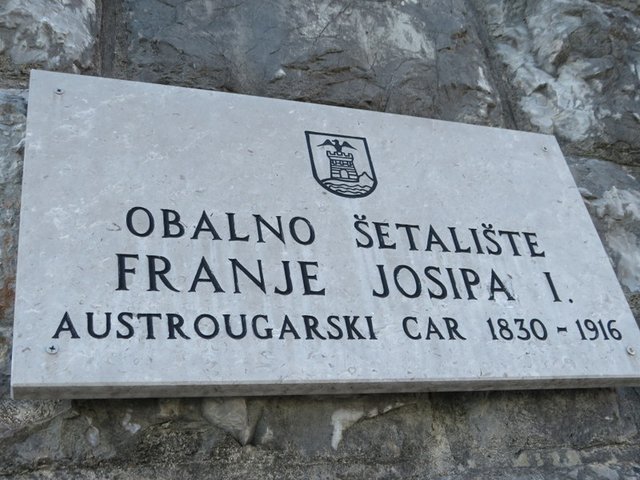 OBALNO ŠETALIŠTE
FRANJE JOSIPA I.
AUSTROUGARSKI CAR 1830 - 1916